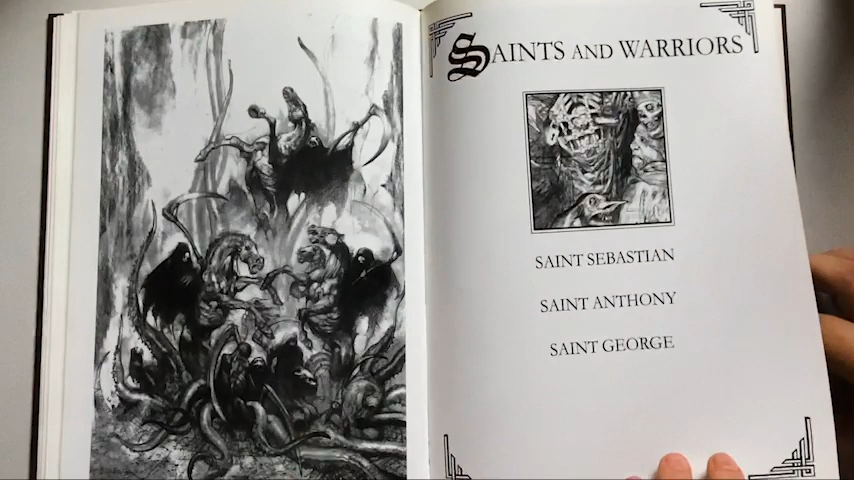 SAINTS AND WARRIORS
SAINT SEBASTIAN
SAINT ANTHONY
SAINT GEORGE